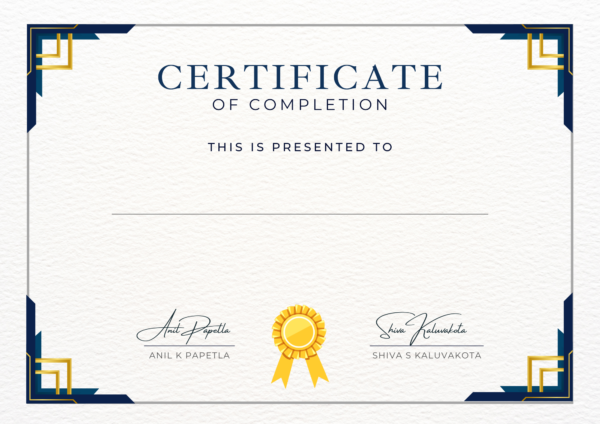 CERTIFICATE
OF COMPLETION
THIS IS PRESENTED TO
Anil Papetla
Shiva Kaluvakota
ANIL K PAPETLA
SHIVA S KALUVAKOTA